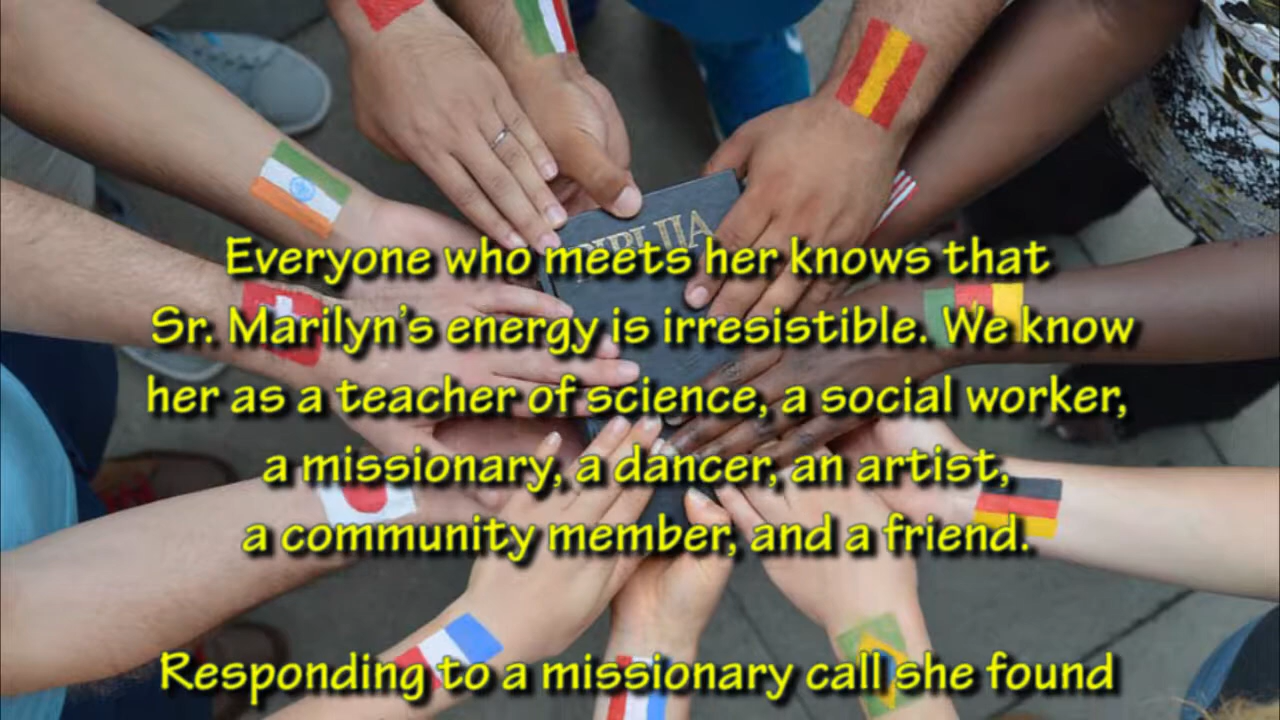 BIBLIJA
Everyone who meets her knows that
Sr. Marilyn's energy is irresistible. We know
her as a teacher of science, a social worker,
a missionary, a dancer, an artist,
a community member, and a friend.
Responding to a missionary call she found